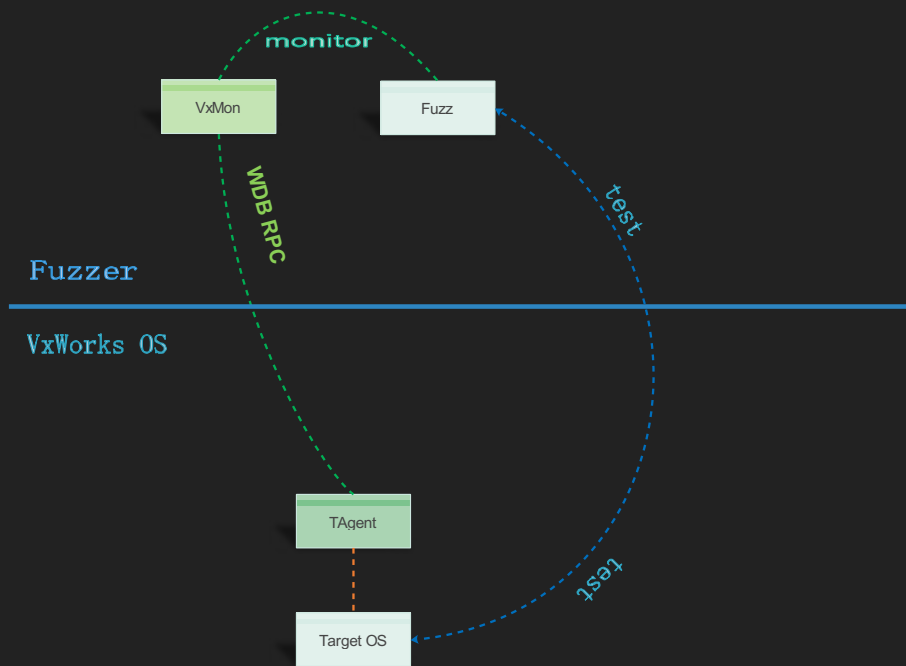 monitor
VxMon
Fuzz
WDB RPC
test
Fuzzer
VxWorks OS
TAgent
test
Target OS